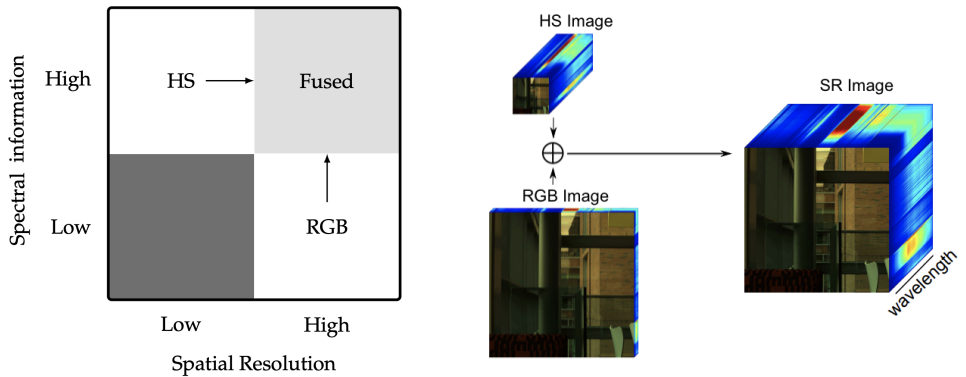 Spectral information
High
Low
HS
Fused
RGB
Low
High
Spatial Resolution
HS Image
RGB Image
SR Image
wavelength